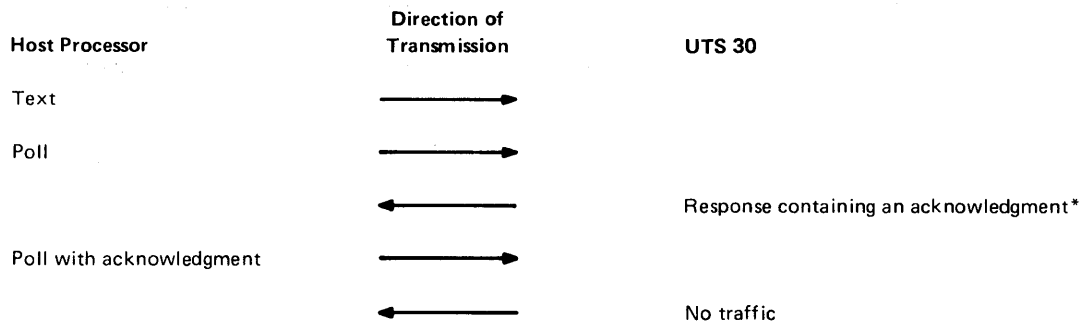 Direction of
Host Processor Transmission UTS 30
Text
Poll
Response containing an acknowledgment*
Poll with acknowledgment
No traffic